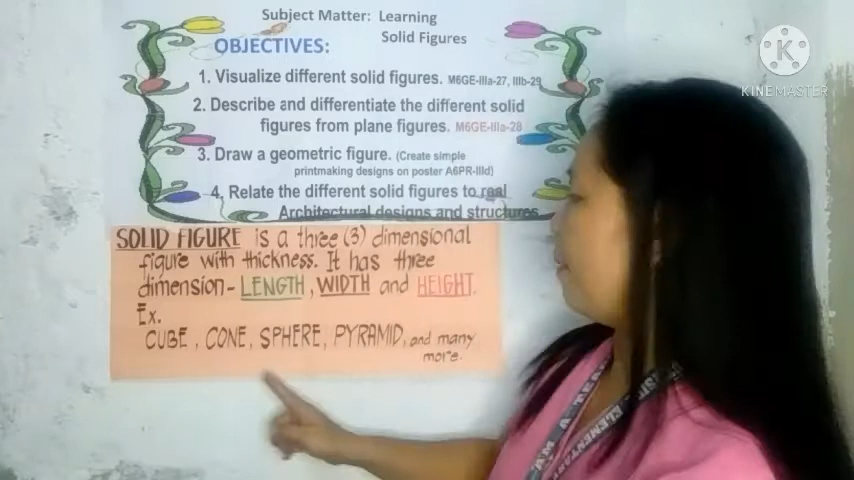 Subject Matter: Learning
Solid Figures
OBJECTIVES:
1. Visualize different solid figures. M6GE-IIIa-27, IIIb-29
2. Describe and differentiate the different solid
figures from plane figures. M6GE-IIIa-28
3. Draw a geometric figure. (Create simple
printmaking designs on poster A6PR-IIId)
4. Relate the different solid figures to real
Architectural designs and structures
SOLID FIGURE is a three (3) dimensional
figure with thickness. It has three
dimension- LENGTH, WIDTH and HEIGHT.
Ex.
CUBE, CONE, SPHERE, PYRAMID, and many
more.
KINEMASTER
ELEMENTAR